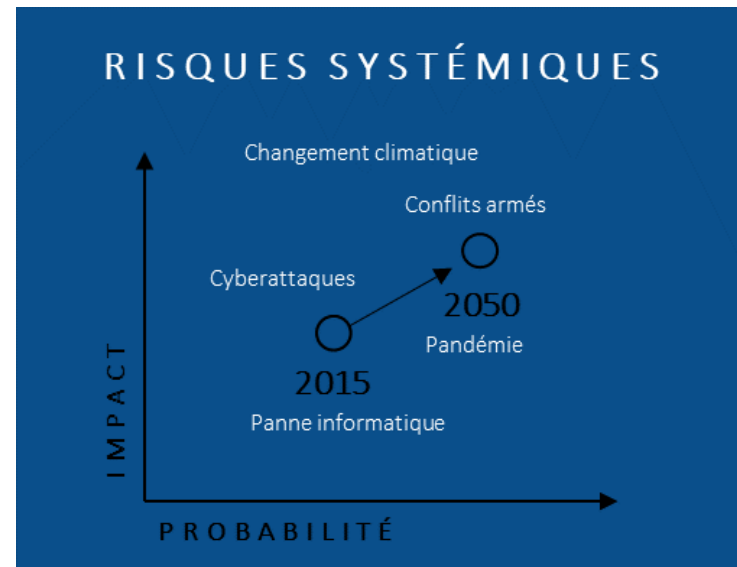 RISQUES SYSTÉMIQUES
Changement climatique
Conflits armés
Cyberattaques
2050
Pandémie
2015
Panne informatique
IMPACT
PROBABILITÉ